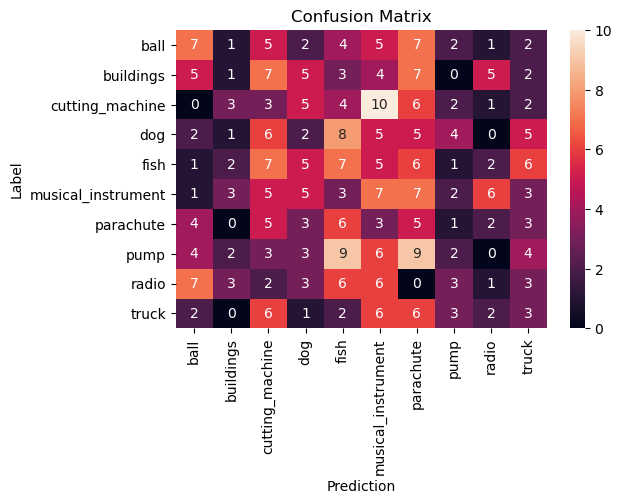 Confusion Matrix
ball 7 1 5 2 4 5 7 2 1 2
buildings 5 1 7 5 3 4 7 0 5 2
cutting_machine 0 3 3 5 4 10 6 2 1 2
dog 2 1 6 2 8 5 5 4 0 5
fish 1 2 7 5 7 5 6 1 2 6
musical_instrument 1 3 5 5 3 7 7 2 6 3
parachute 4 0 5 3 6 3 5 1 2 3
pump 4 2 3 3 9 6 9 2 0 4
radio 7 3 2 3 6 6 0 3 1 3
truck 2 0 6 1 2 6 6 3 2 3
Label
ball
buildings
cutting_machine
dog
fish
musical_instrument
parachute
pump
radio
truck
Prediction
10
8
6
4
2
0